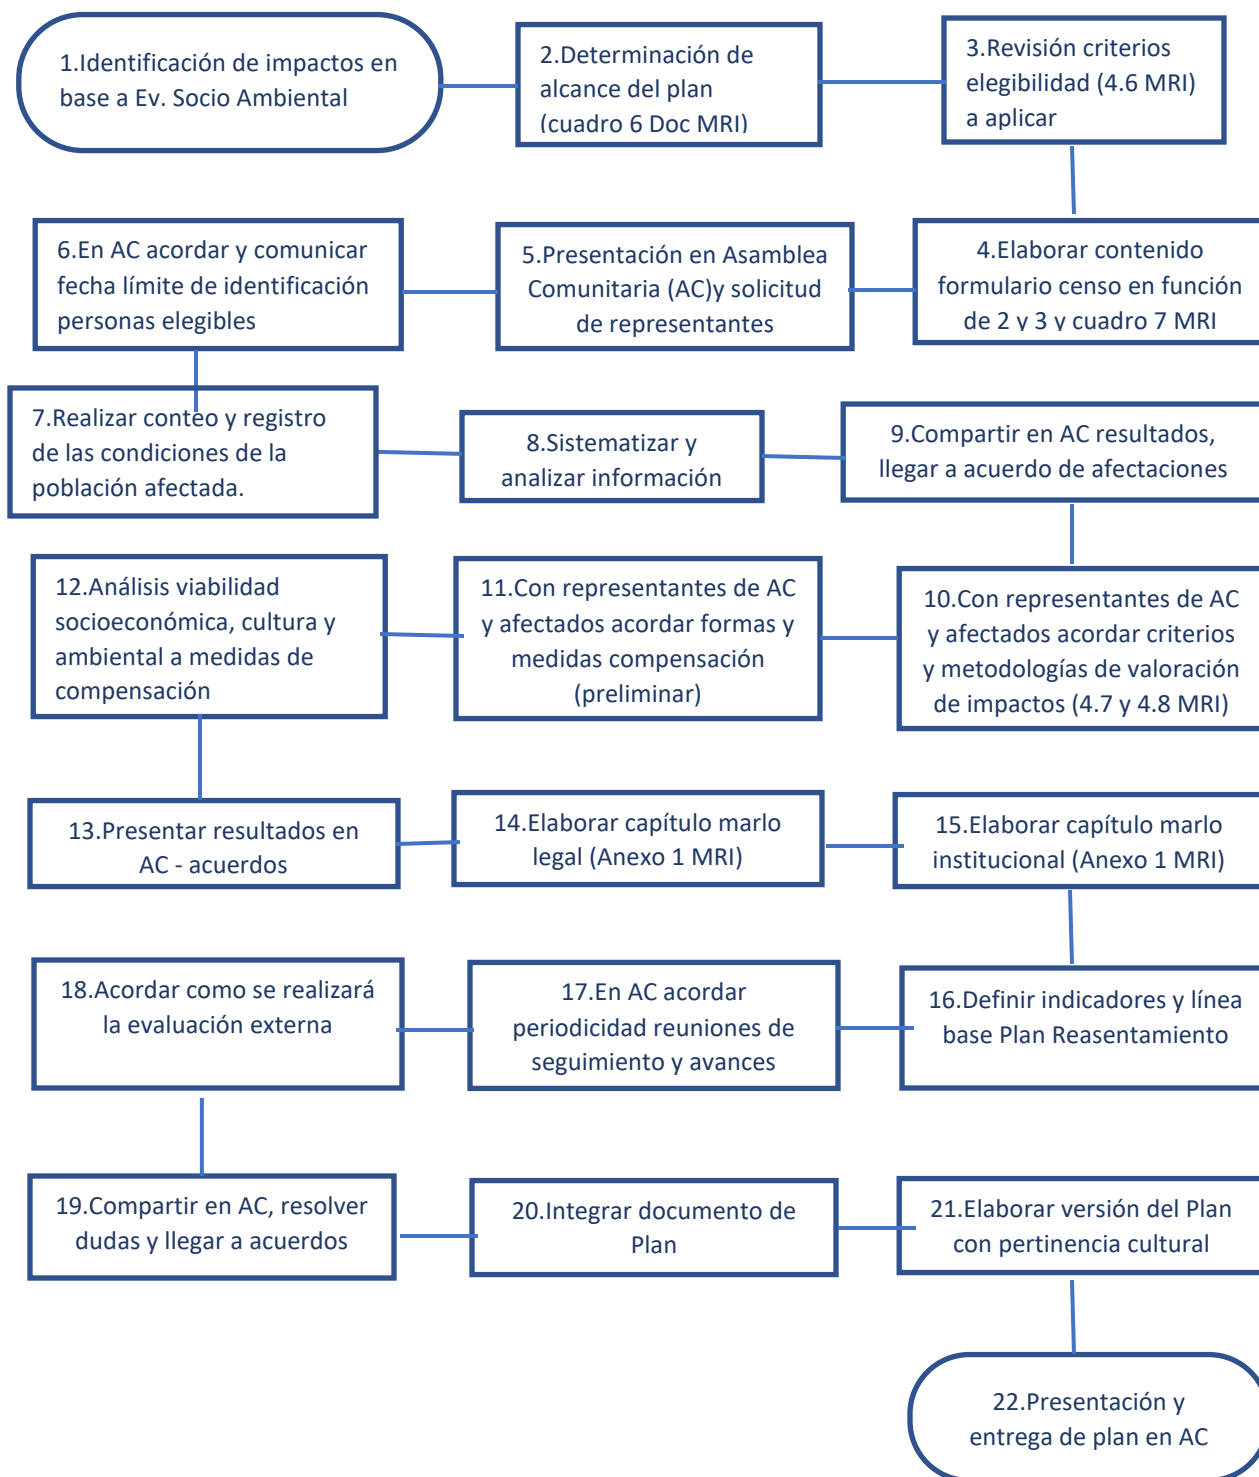 1.Identificación de impactos en
base a Ev. Socio Ambiental
2.Determinación de
alcance del plan
(cuadro 6 Doc MRI)
3.Revisión criterios
elegibilidad (4.6 MRI)
a aplicar
4.Elaborar contenido
formulario censo en función
de 2 y 3 y cuadro 7 MRI
5.Presentación en Asamblea
Comunitaria (AC)y solicitud
de representantes
6.En AC acordar y comunicar
fecha límite de identificación
personas elegibles
7.Realizar conteo y registro
de las condiciones de la
población afectada.
8.Sistematizar y
analizar información
9.Compartir en AC resultados,
llegar a acuerdo de afectaciones
10.Con representantes de AC
y afectados acordar criterios
y metodologías de valoración
de impactos (4.7 y 4.8 MRI)
11.Con representantes de AC
y afectados acordar formas y
medidas compensación
(preliminar)
12.Análisis viabilidad
socioeconómica, cultura y
ambiental a medidas de
compensación
13.Presentar resultados en
AC - acuerdos
14.Elaborar capítulo marlo
legal (Anexo 1 MRI)
15.Elaborar capítulo marlo
institucional (Anexo 1 MRI)
16.Definir indicadores y línea
base Plan Reasentamiento
17.En AC acordar
periodicidad reuniones de
seguimiento y avances
18.Acordar como se realizará
la evaluación externa
19.Compartir en AC, resolver
dudas y llegar a acuerdos
20.Integrar documento de
Plan
21.Elaborar versión del Plan
con pertinencia cultural
22.Presentación y
entrega de plan en AC